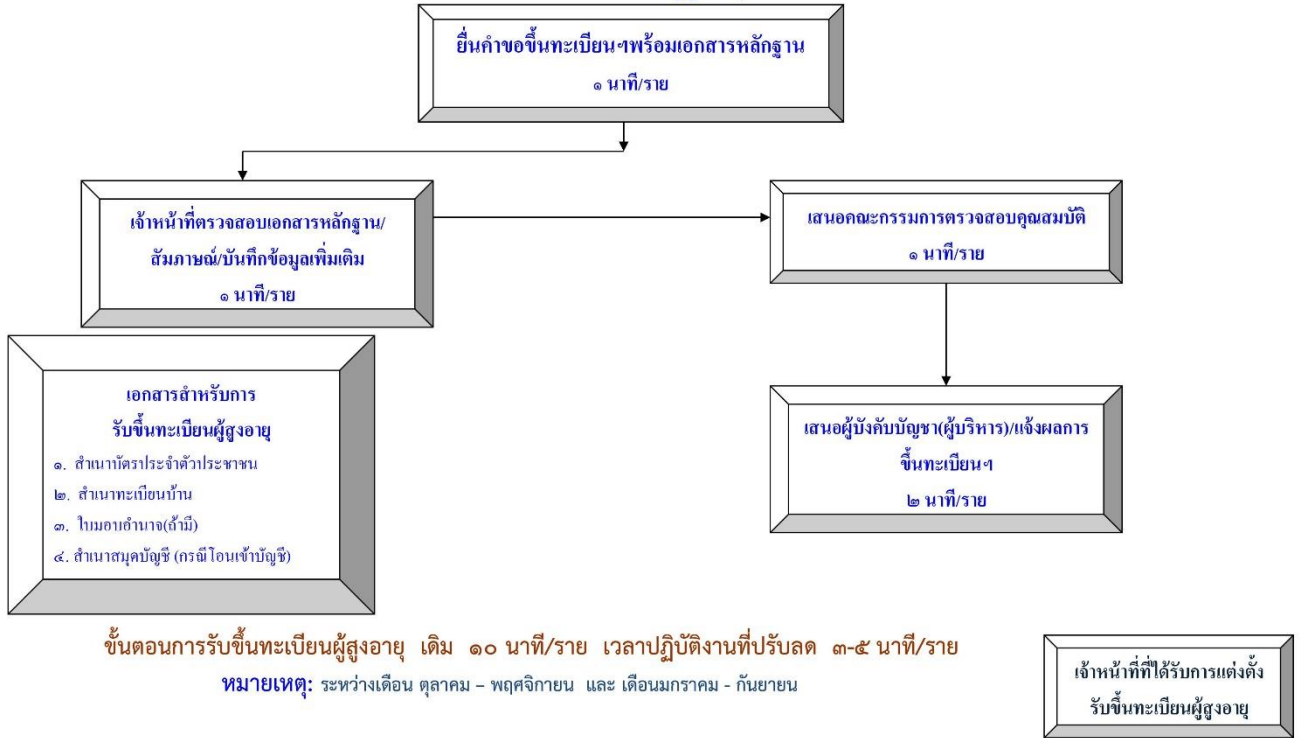 ยื่นคำขอขึ้นทะเบียนฯพร้อมเอกสารหลักฐาน
๑ นาที/ราย
เจ้าหน้าที่ตรวจสอบเอกสารหลักฐาน/
สัมภาษณ์/บันทึกข้อมูลเพิ่มเติม
๑ นาที/ราย
เสนอคณะกรรมการตรวจสอบคุณสมบัติ
๑ นาที/ราย
เอกสารสำหรับการ
รับขึ้นทะเบียนผู้สูงอายุ
๑. สำเนาบัตรประจำตัวประชาชน
๒. สำเนาทะเบียนบ้าน
๓. ใบมอบอำนาจ(ถ้ามี)
๔. สำเนาสมุดบัญชี (กรณีโอนเข้าบัญชี)
เสนอผู้บังคับบัญชา(ผู้บริหาร)/แจ้งผลการ
ขึ้นทะเบียนฯ
๒ นาที/ราย
ขั้นตอนการรับขึ้นทะเบียนผู้สูงอายุ เดิม ๑๐ นาที/ราย เวลาปฏิบัติงานที่ปรับลด ๓-๕ นาที/ราย
หมายเหตุ: ระหว่างเดือน ตุลาคม – พฤศจิกายน และ เดือนมกราคม - กันยายน
เจ้าหน้าที่ที่ได้รับการแต่งตั้ง
รับขึ้นทะเบียนผู้สูงอายุ